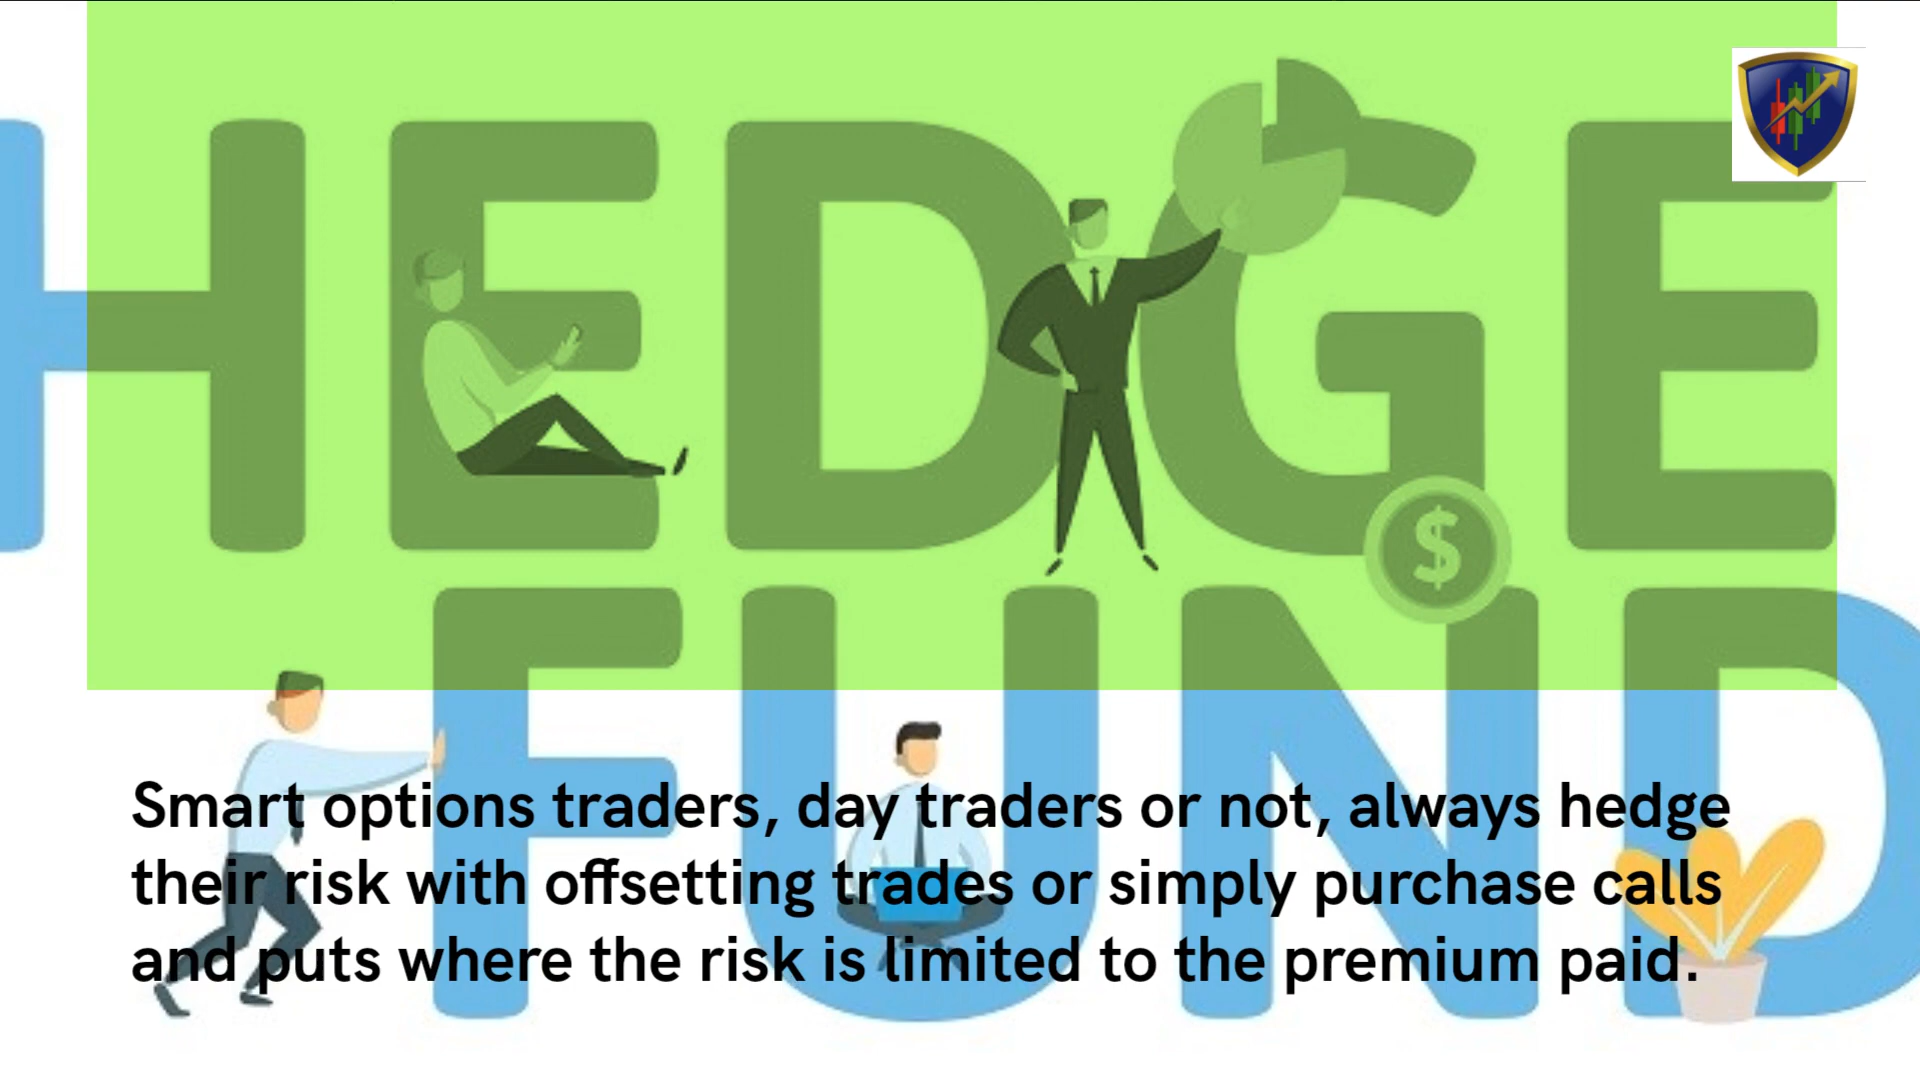 HEDGE
$
FUND
Smart options traders, day traders or not, always hedge
their risk with offsetting trades or simply purchase calls
and puts where the risk is limited to the premium paid.